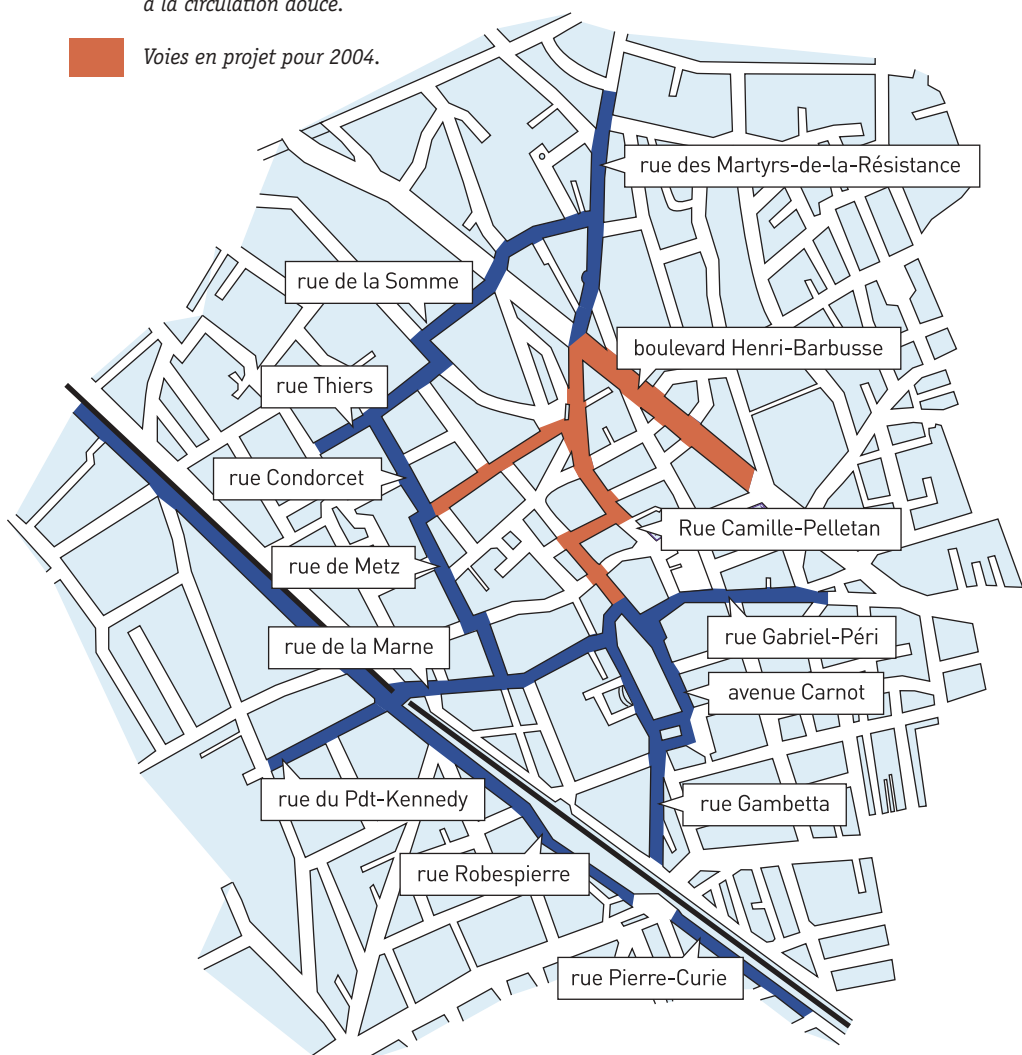 à la circulation douce.
Voies en projet pour 2004.
rue des Martyrs-de-la-Résistance
rue de la Somme
boulevard Henri-Barbusse
rue Thiers
rue Condorcet
Rue Camille-Pelletan
rue de Metz
rue Gabriel-Péri
rue de la Marne
avenue Carnot
rue du Pdt-Kennedy
rue Gambetta
rue Robespierre
rue Pierre-Curie